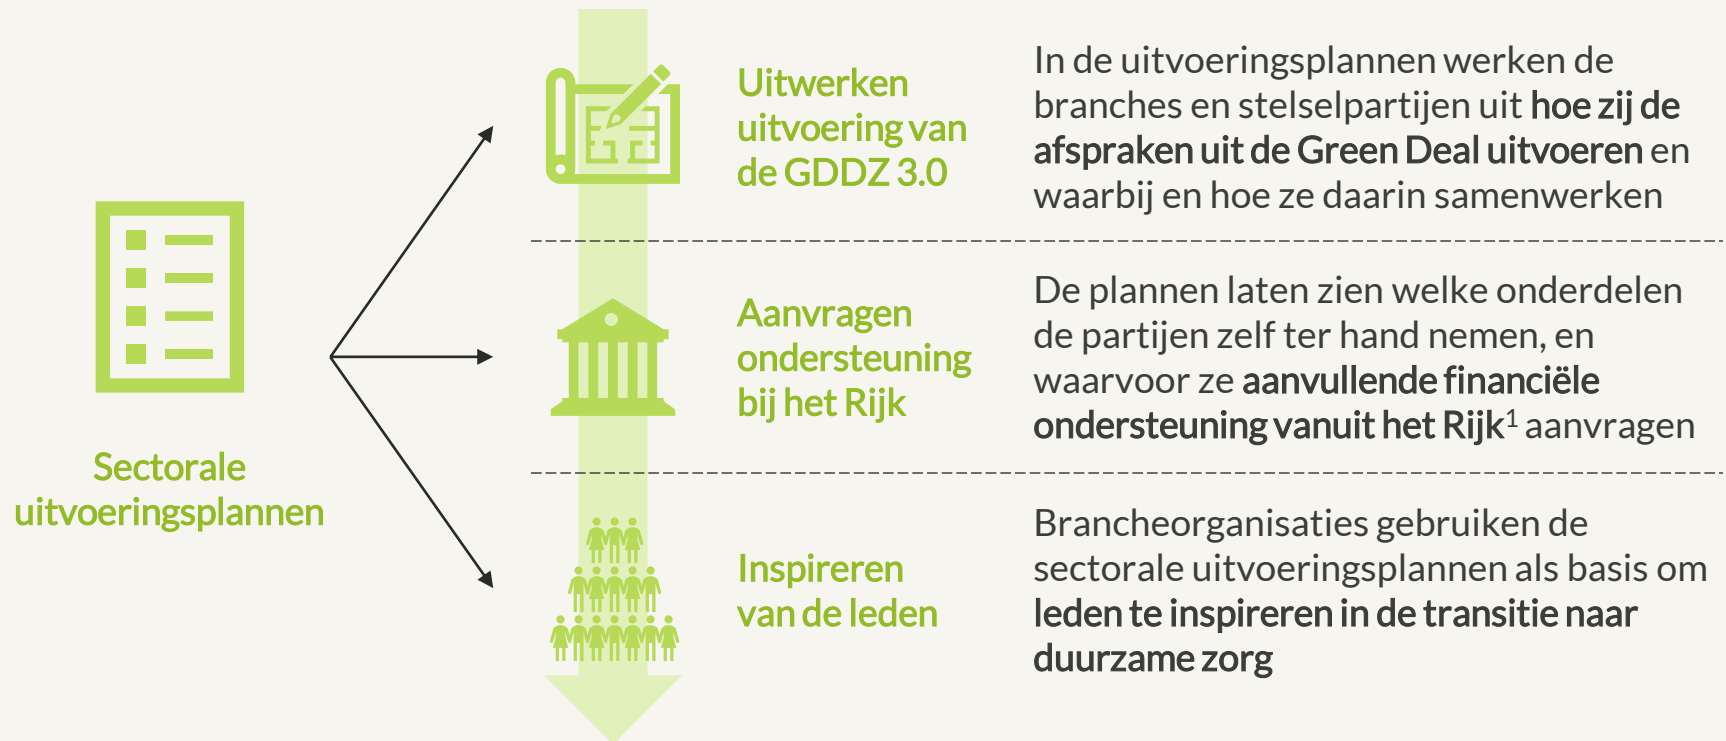 Sectorale
uitvoeringsplannen
Uitwerken
uitvoering van
de GDDZ 3.0
In de uitvoeringsplannen werken de
branches en stelselpartijen uit hoe zij de
afspraken uit de Green Deal uitvoeren en
waarbij en hoe ze daarin samenwerken
Aanvragen
ondersteuning
bij het Rijk
De plannen laten zien welke onderdelen
de partijen zelf ter hand nemen, en
waarvoor ze aanvullende financiële
ondersteuning vanuit het Rijk¹ aanvragen
Inspireren
van de leden
Brancheorganisaties gebruiken de
sectorale uitvoeringsplannen als basis om
leden te inspireren in de transitie naar
duurzame zorg